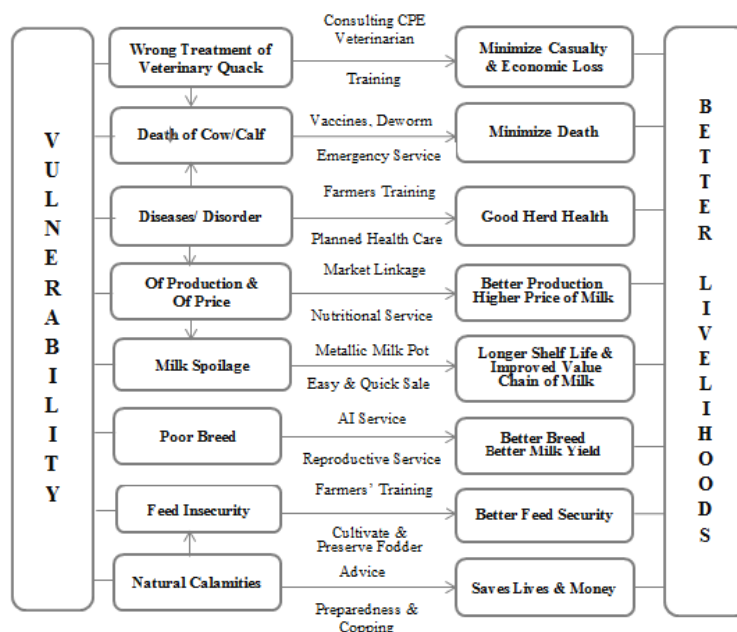 VULNERABILITY
Wrong Treatment of
Veterinary Quack
Consulting CPE
Veterinarian
Training
Minimize Casualty
& Economic Loss
Death of Cow/Calf
Vaccines, Deworm
Emergency Service
Minimize Death
Diseases/ Disorder
Farmers Training
Planned Health Care
Good Herd Health
Of Production &
Of Price
Market Linkage
Nutritional Service
Better Production
Higher Price of Milk
Milk Spoilage
Metallic Milk Pot
Easy & Quick Sale
Longer Shelf Life &
Improved Value
Chain of Milk
Poor Breed
AI Service
Reproductive Service
Better Breed
Better Milk Yield
Feed Insecurity
Farmers' Training
Cultivate &
Preserve Fodder
Better Feed Security
Natural Calamities
Advice
Preparedness &
Copping
Saves Lives & Money
BETTER LIVELIHOODS